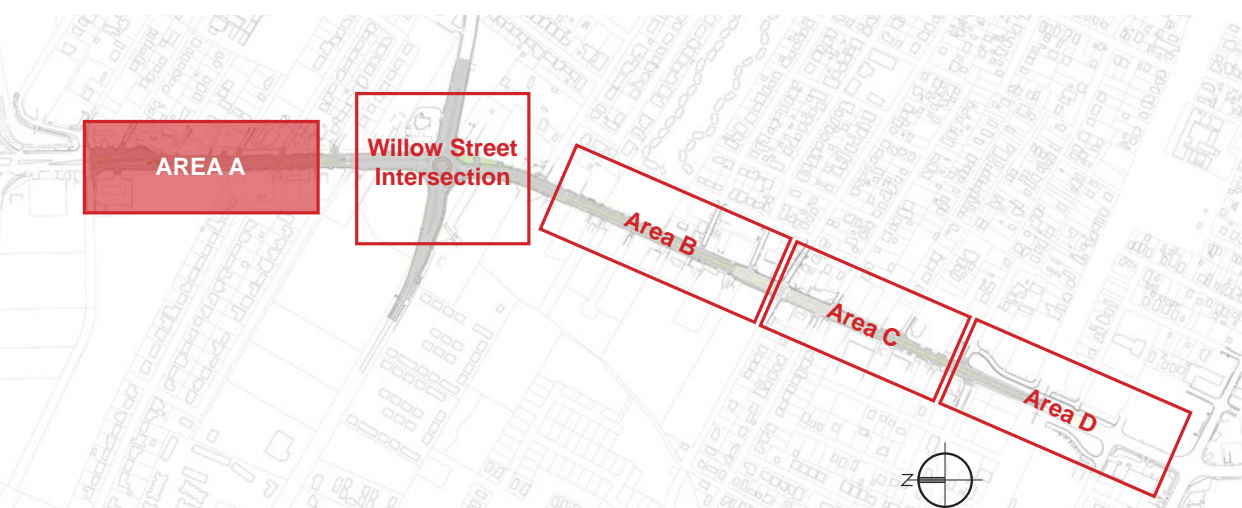 AREA A
Willow Street
Intersection
Area B
Area C
Area D
Z